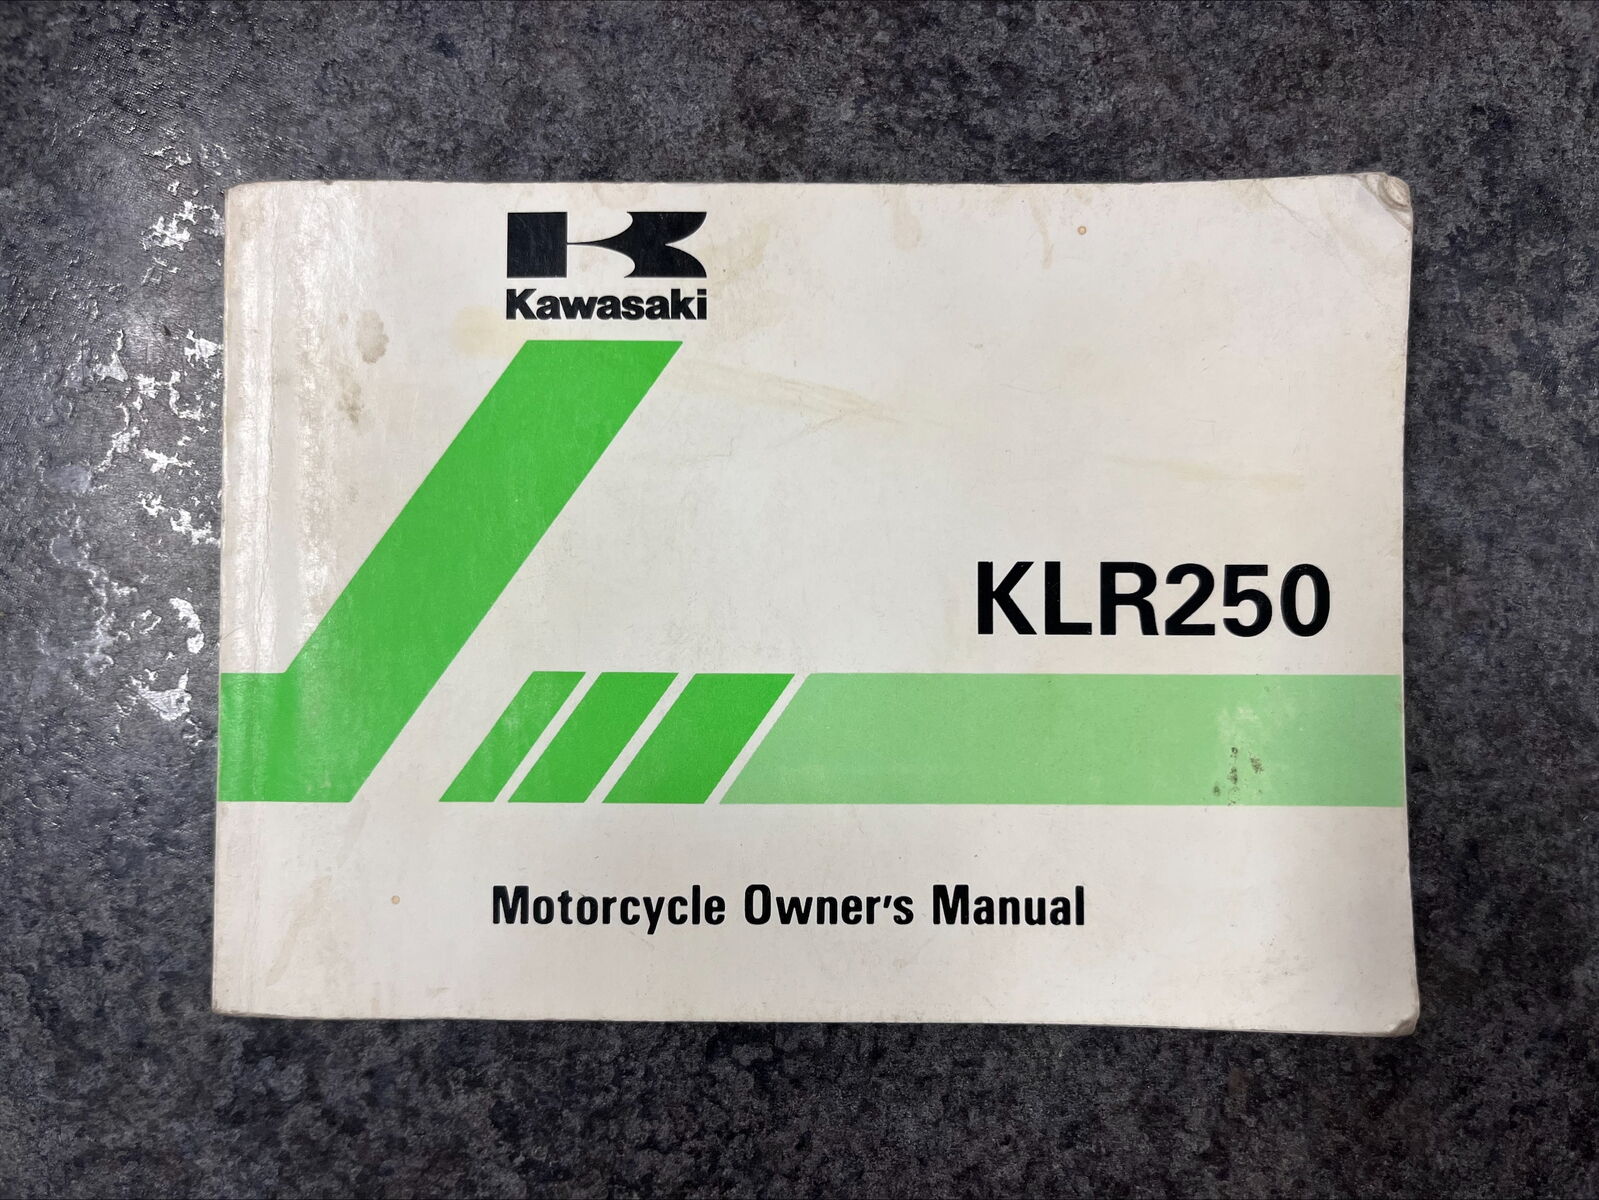 Kawasaki
KLR250
Motorcycle Owner's Manual